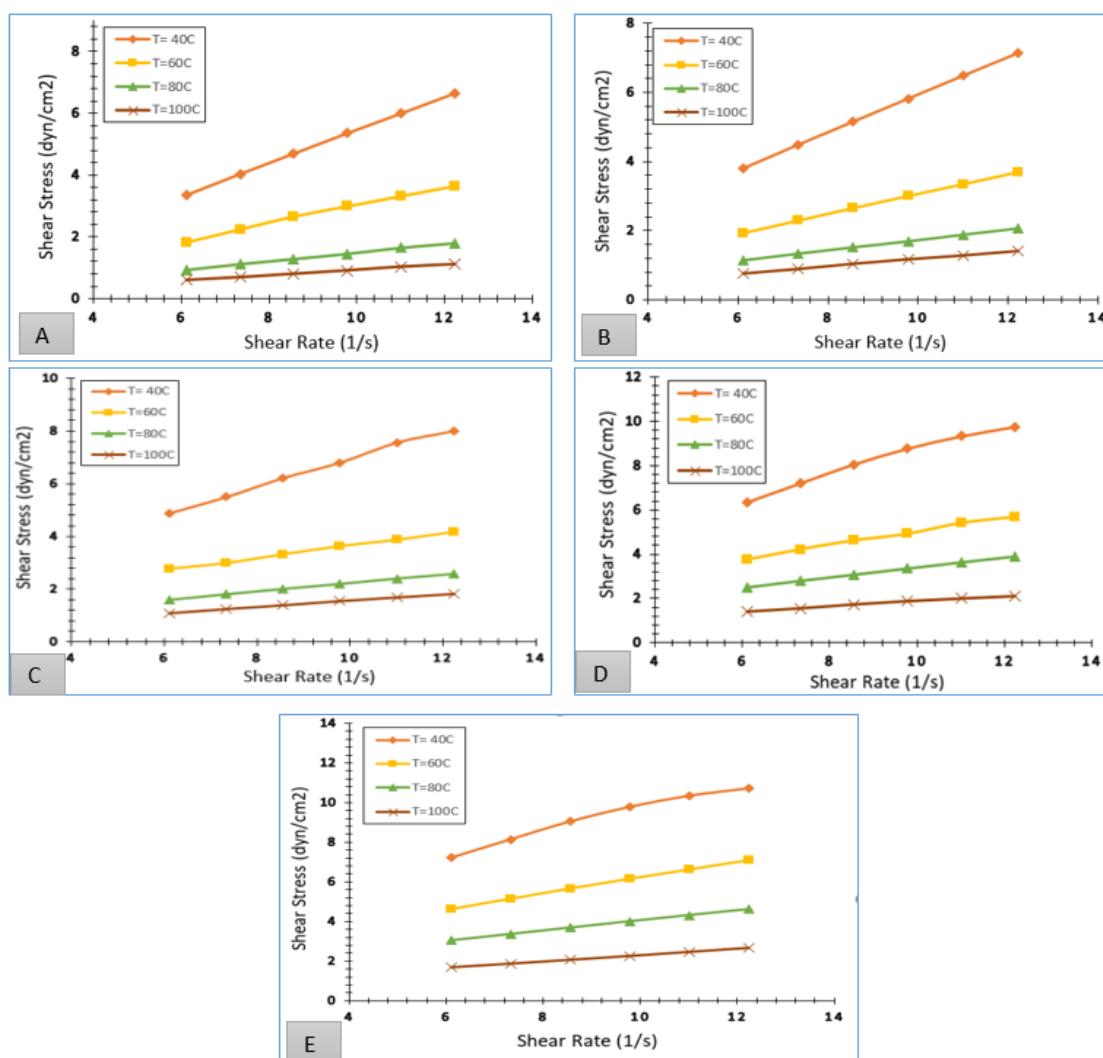 T= 40C
T=60C
T=80C
T=100C
Shear Stress (dyn/cm2)
8
6
4
2
0
4 6 8 10 12 14
Shear Rate (1/s)
A
T= 40C
T=60C
T=80C
T=100C
Shear Stress (dyn/cm2)
8
6
4
2
0
4 6 8 10 12 14
Shear Rate (1/s)
B
T= 40C
T=60C
T=80C
T=100C
Shear Stress (dyn/cm2)
10
8
6
4
2
0
4 6 8 10 12 14
Shear Rate (1/s)
C
T= 40C
T=60C
T=80C
T=100C
Shear Stress (dyn/cm2)
12
10
8
6
4
2
0
4 6 8 10 12 14
Shear Rate (1/s)
D
T= 40C
T=60C
T=80C
T=100C
Shear Stress (dyn/cm2)
14
12
10
8
6
4
2
0
4 6 8 10 12 14
Shear Rate (1/s)
E